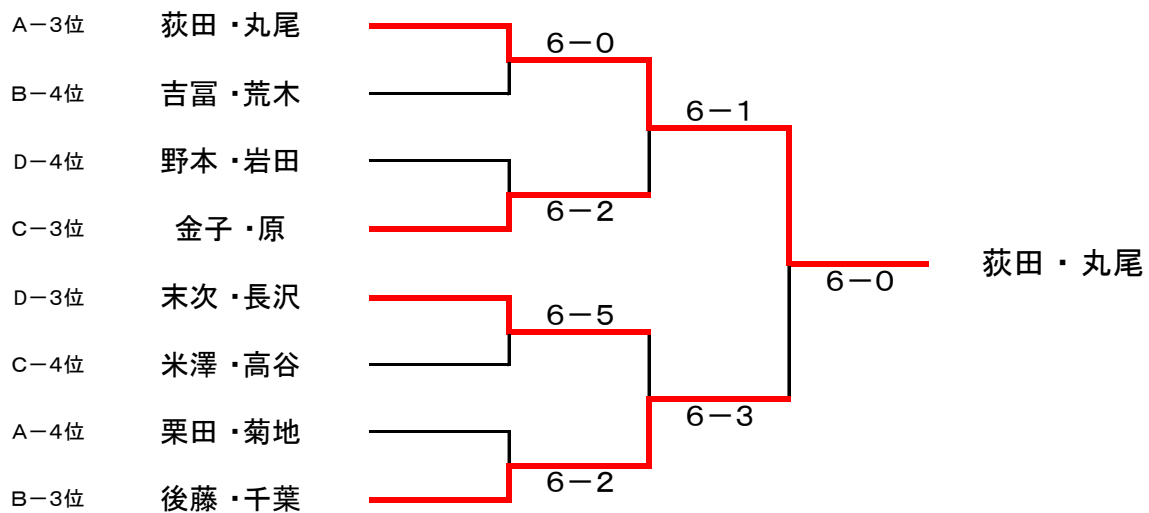 A－3位 荻田・丸尾
6－0
B－4位 吉冨・荒木
6－1
D－4位 野本・岩田
6－2
C－3位 金子・原
荻田・丸尾
6－0
D－3位 末次・長沢
6－5
C－4位 米澤・高谷
6－3
A－4位 栗田・菊地
6－2
B－3位 後藤・千葉